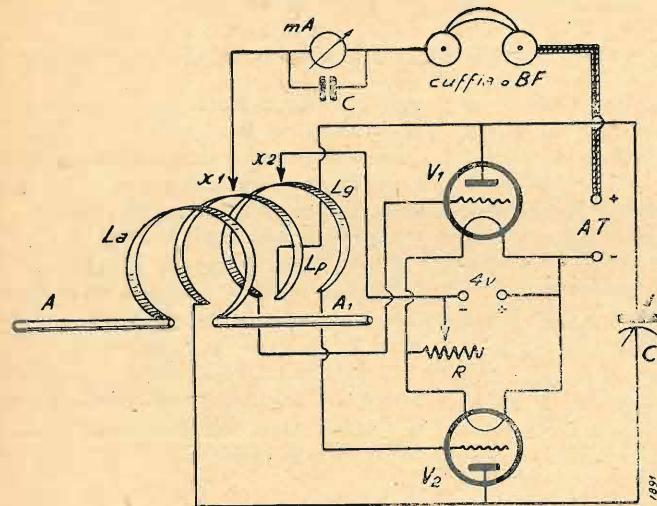 mA
C
cuffia o BF
x1
x2
V1
Lg
La
+
AT
Lp
-
4v
A
A1
- +
R
C
V2
1891